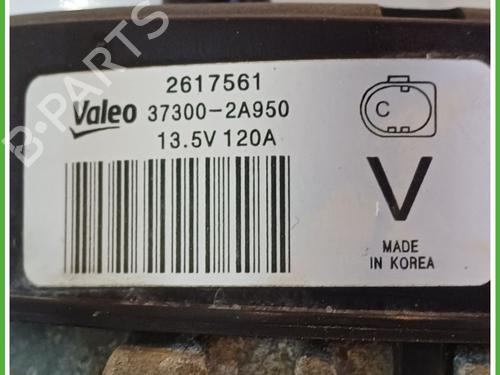 B-PARTS
2617561
Valeo 37300-2A950
13.5V 120A
C
V
MADE
IN KOREA